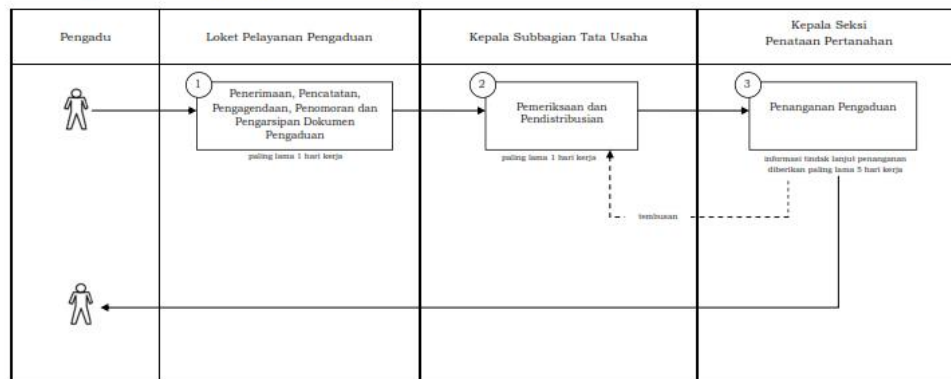 Pengadu
Loket Pelayanan Pengaduan
Kepala Subbagian Tata Usaha
Kepala Seksi
Penataan Pertanahan
1
Penerimaan, Pencatatan,
Pengagendaan, Penomoran dan
Pengarsipan Dokumen
Pengaduan
paling lama 1 hari kerja
2
Pemeriksaan dan
Pendistribusian
paling lama 1 hari kerja
3
Penanganan Pengaduan
informasi tindak lanjut penanganan
diberikan paling lama 5 hari kerja
tembusan